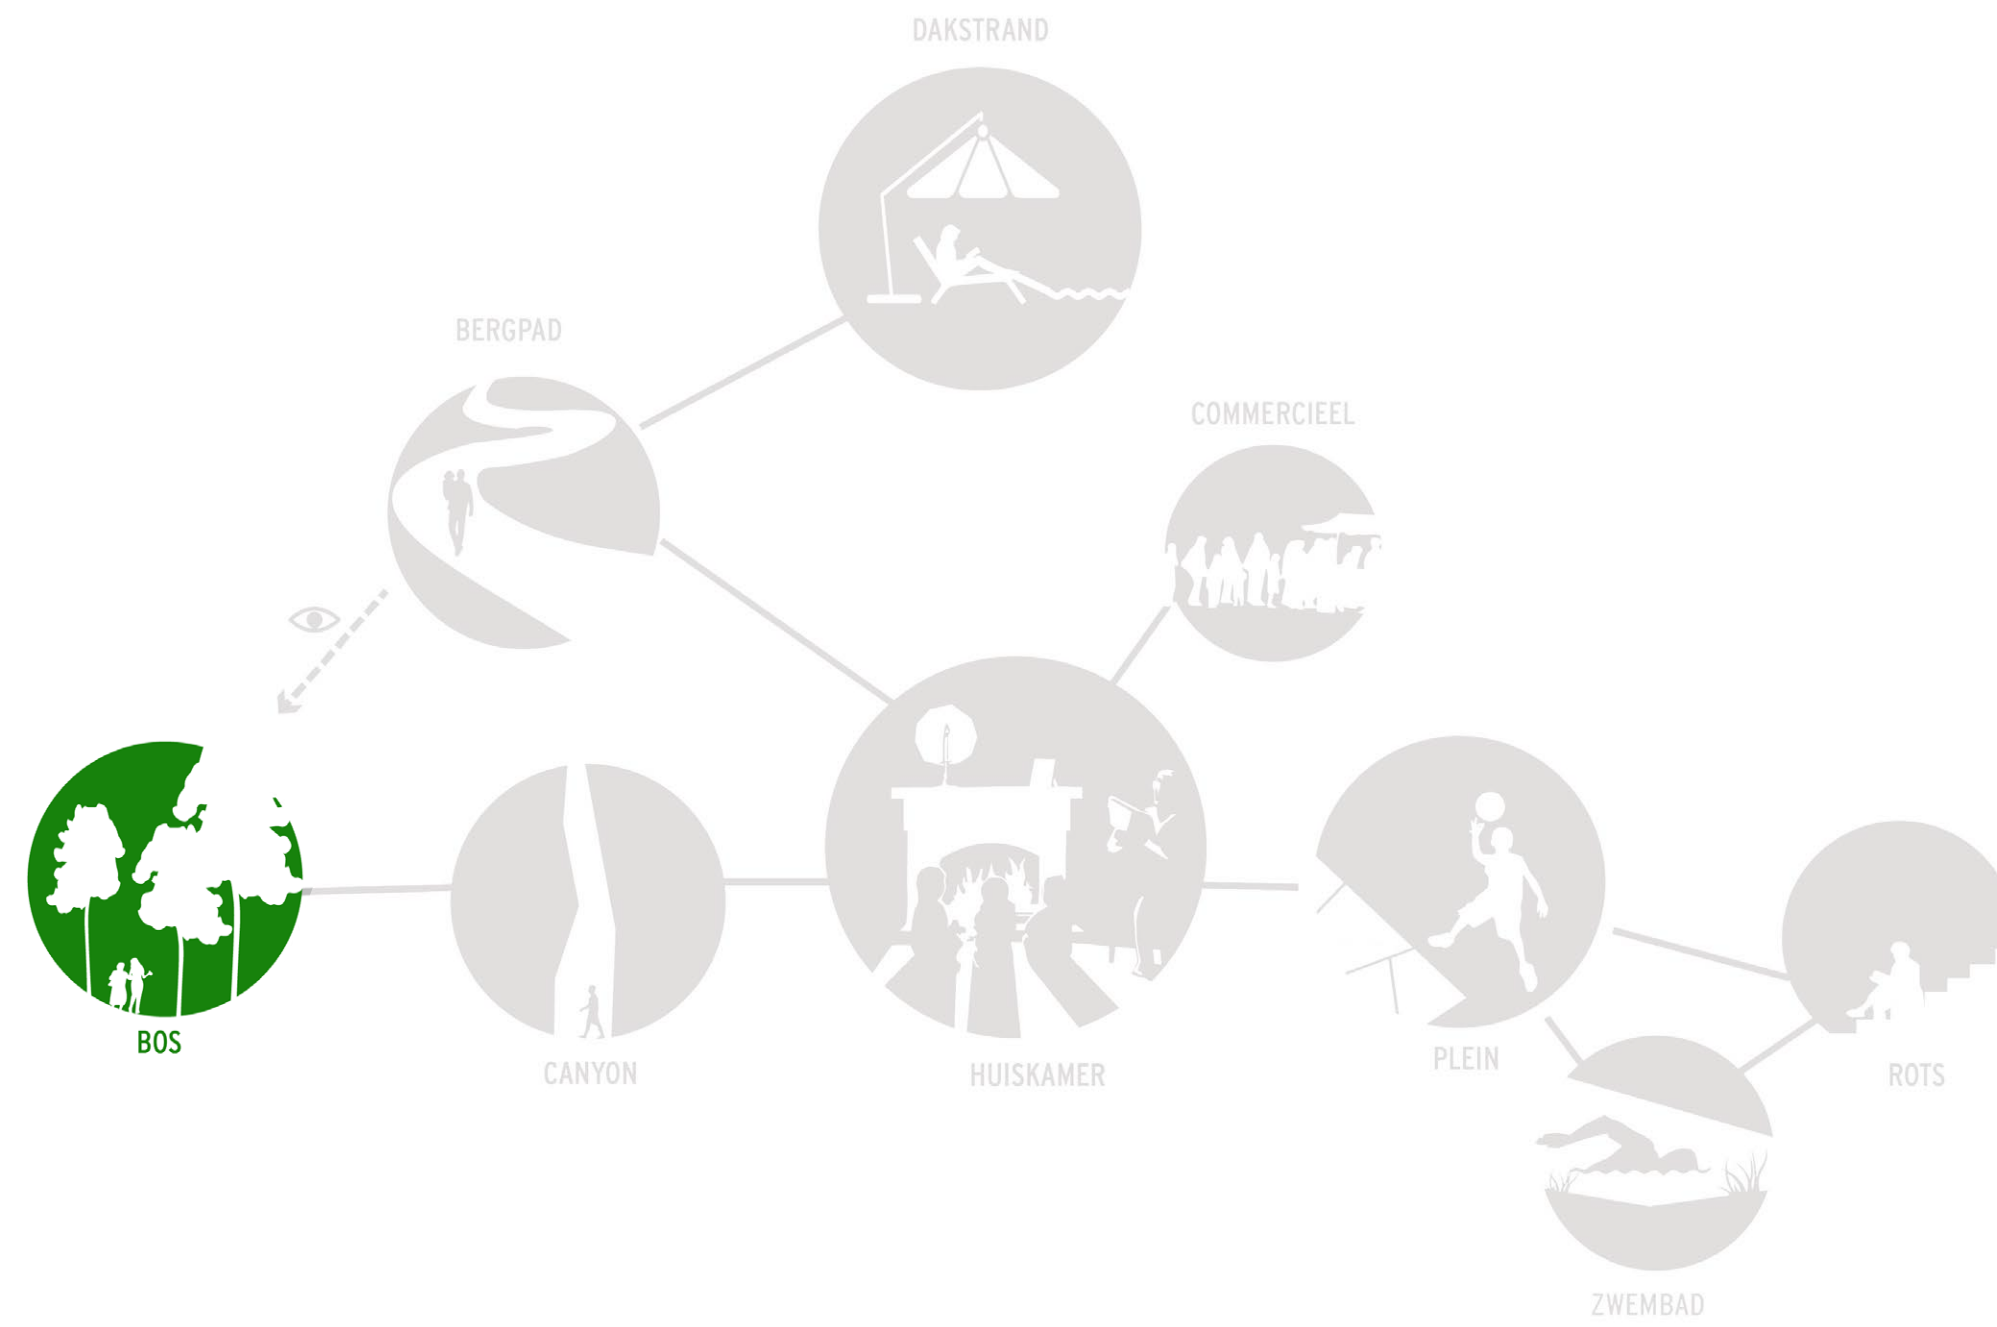 DAKSTRAND
BERGPAD
COMMERCIEEL
BOS
CANYON
HUISKAMER
PLEIN
ROTS
ZWEMBAD